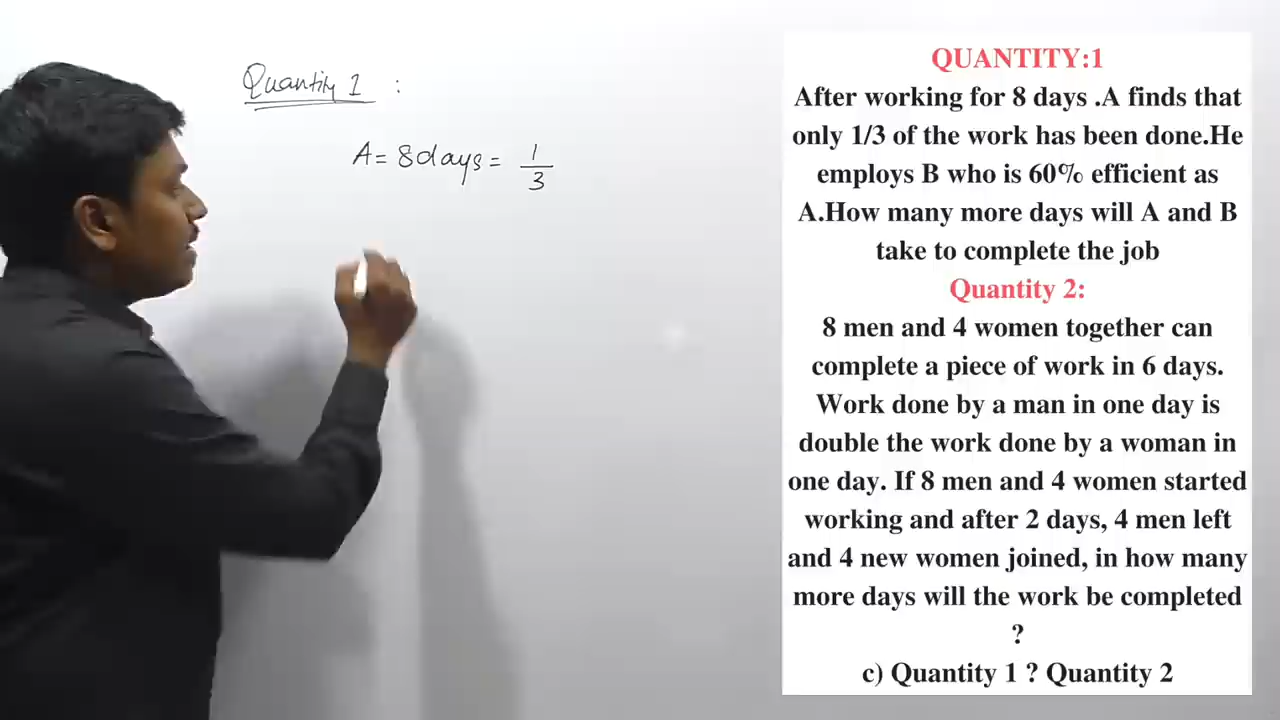 Quantity 1 :
A = 8days = 1/3
QUANTITY:1
After working for 8 days .A finds that
only 1/3 of the work has been done.He
employs B who is 60% efficient as
A.How many more days will A and B
take to complete the job
Quantity 2:
8 men and 4 women together can
complete a piece of work in 6 days.
Work done by a man in one day is
double the work done by a woman in
one day. If 8 men and 4 women started
working and after 2 days, 4 men left
and 4 new women joined, in how many
more days will the work be completed
?
c) Quantity 1 ? Quantity 2